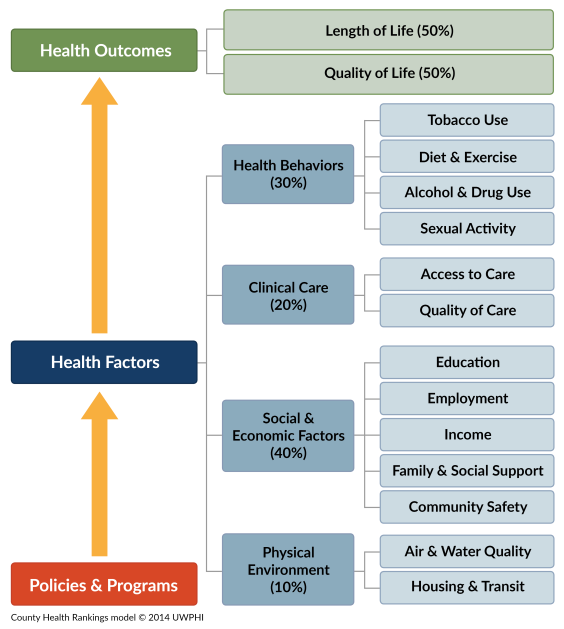 Health Outcomes
Length of Life (50%)
Quality of Life (50%)
Health Factors
Health Behaviors
(30%)
Tobacco Use
Diet & Exercise
Alcohol & Drug Use
Sexual Activity
Clinical Care
(20%)
Access to Care
Quality of Care
Social &
Economic Factors
(40%)
Education
Employment
Income
Family & Social Support
Community Safety
Physical
Environment
(10%)
Air & Water Quality
Housing & Transit
Policies & Programs
County Health Rankings model © 2014 UWPHI